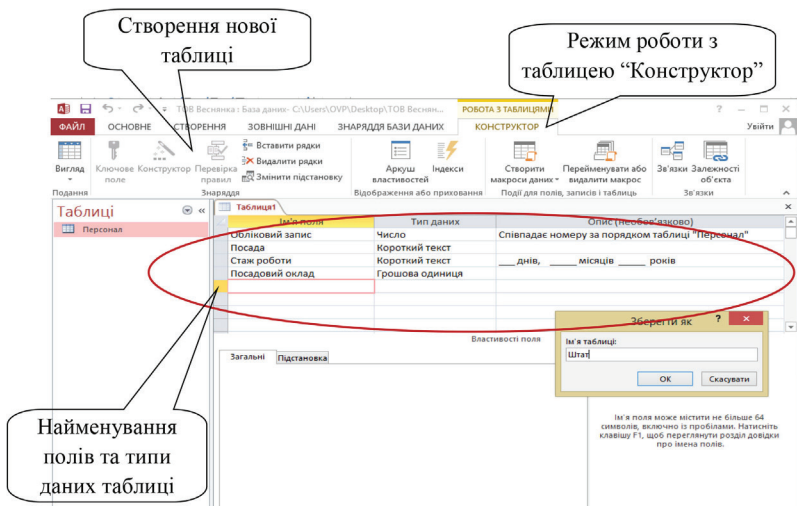 Створення нової
таблиці
Режим роботи з
таблицею “Конструктор”
ТОВ Веснянка : База даних- C:\Users\OVP\Desktop\ТОВ Веснян...
РОБОТА З ТАБЛИЦЯМИ
ФАЙЛ ОСНОВНЕ СТВОРЕННЯ ЗОВНІШНІ ДАНІ ЗНАРЯДДЯ БАЗИ ДАНИХ КОНСТРУКТОР Увійти
Вигляд
Ключове
поле
Конструктор
Перевірка
правил
Вставити рядки
Видалити рядки
Змінити підстановку
Аркуш
властивостей
Індекси
Створити
макроси даних
Перейменувати або
видалити макрос
Зв'язки
Залежності
об'єкта
Подання Знаряддя Відображення або приховання Події для полів, записів і таблиць Зв'язки
Таблиці
Персонал
Таблиця1
Ім'я поля Тип даних Опис (необов'язково)
Обліковий запис Число Співпадає номеру за порядком таблиці "Персонал"
Посада Короткий текст
Стаж роботи Короткий текст ___ днів, _____ місяців _____ років
Посадовий оклад Грошова одиниця
Властивості поля
Загальні Підстановка
Зберегти як ?
Ім'я таблиці:
Штат
ОК Скасувати
Ім'я поля може містити не більше 64
символів, включно із пробілами. Натисніть
клавішу F1, щоб переглянути розділ довідки
про імена полів.
Найменування
полів та типи
даних таблиці